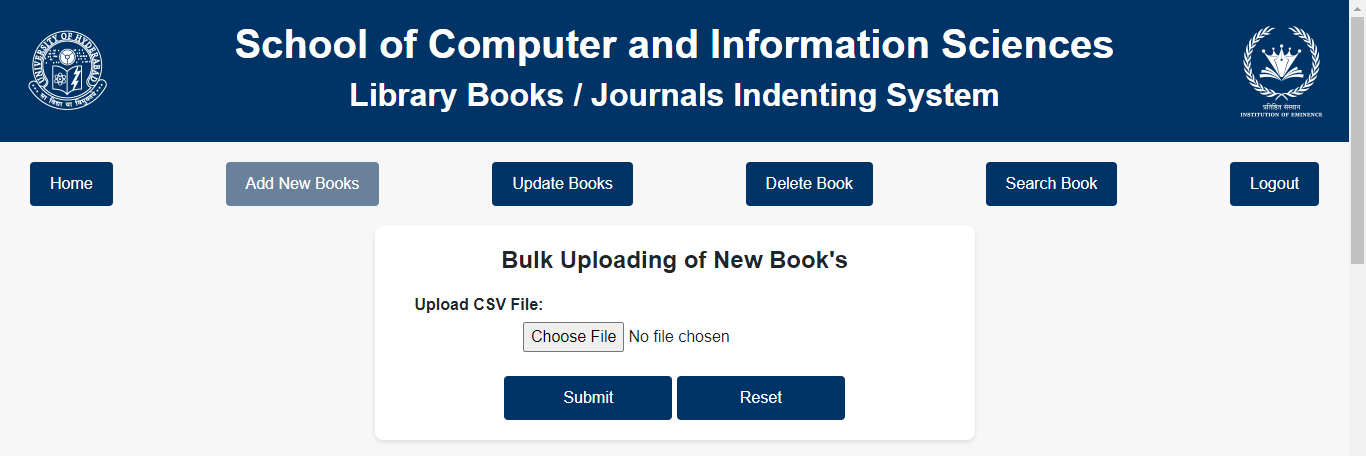 School of Computer and Information Sciences
Library Books / Journals Indenting System
UNIVERSITY OF HYDERABAD
प्रतिष्ठित संस्थान
INSTITUTION OF EMINENCE
Home
Add New Books
Update Books
Delete Book
Search Book
Logout
Bulk Uploading of New Book's
Upload CSV File:
Choose File No file chosen
Submit
Reset